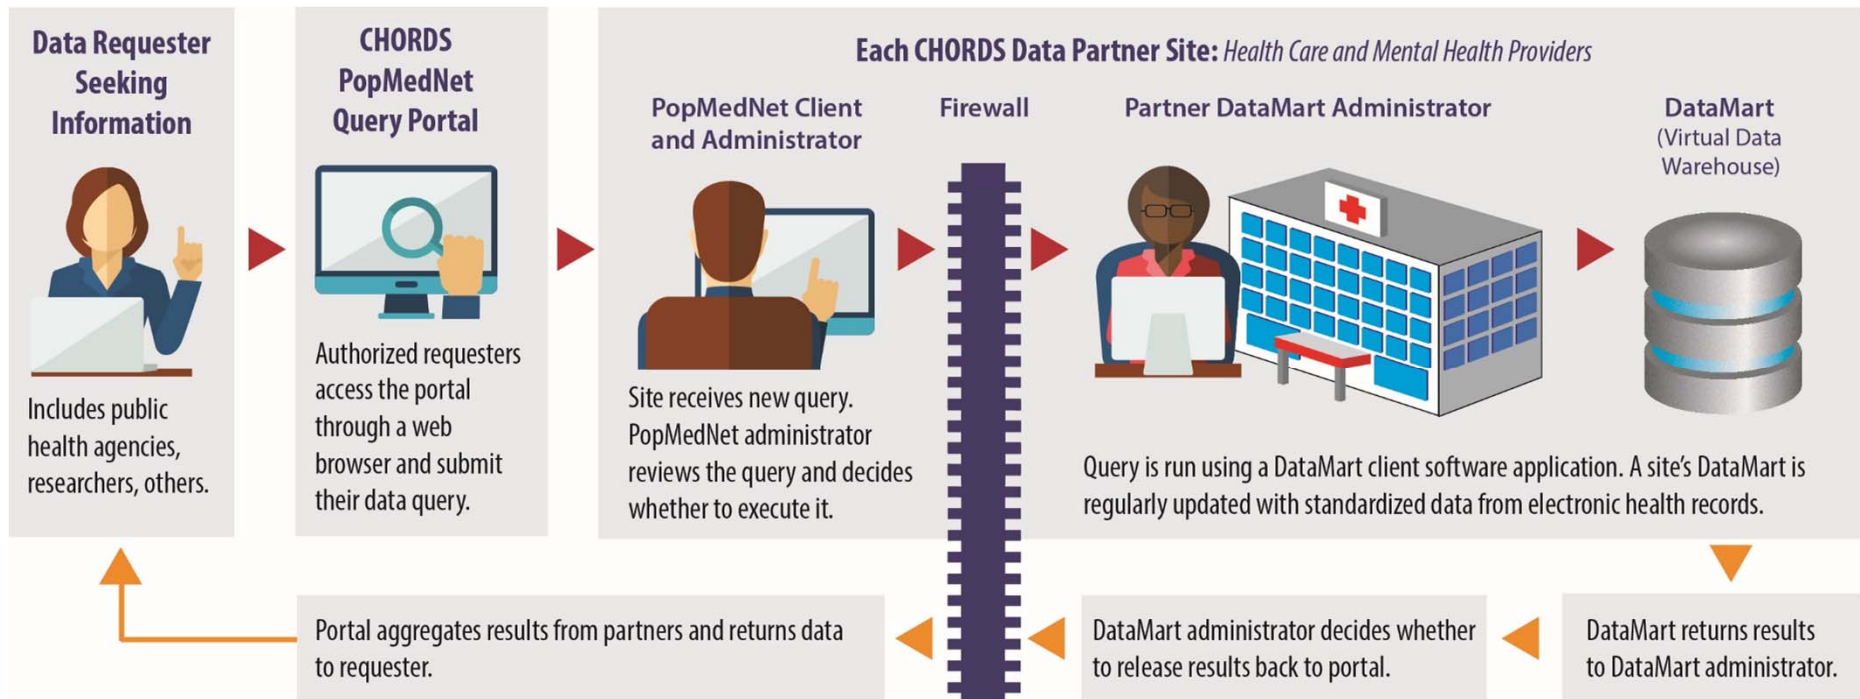 Data Requester
Seeking
Information
Includes public
health agencies,
researchers, others.
CHORDS
PopMedNet
Query Portal
Authorized requesters
access the portal
through a web
browser and submit
their data query.
Each CHORDS Data Partner Site: Health Care and Mental Health Providers
PopMedNet Client
and Administrator
Site receives new query.
PopMedNet administrator
reviews the query and decides
whether to execute it.
Firewall
Partner DataMart Administrator
DataMart
(Virtual Data
Warehouse)
Query is run using a DataMart client software application. A site’s DataMart is
regularly updated with standardized data from electronic health records.
DataMart returns results
to DataMart administrator.
DataMart administrator decides whether
to release results back to portal.
Portal aggregates results from partners and returns data
to requester.